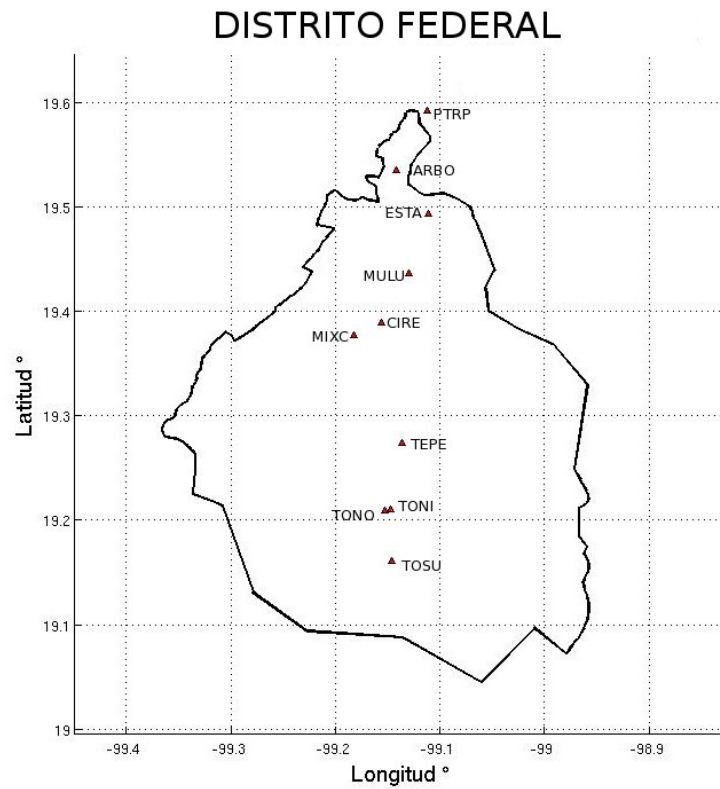 DISTRITO FEDERAL
19.6
PTRP
JARBO
19.5
ESTA
MULU
19.4
CIRE
MIXC
Latitud °
19.3
TEPE
TONI
TONO
19.2
TOSU
19.1
19
-99.4 -99.3 -99.2 -99.1 -99 -98.9
Longitud °